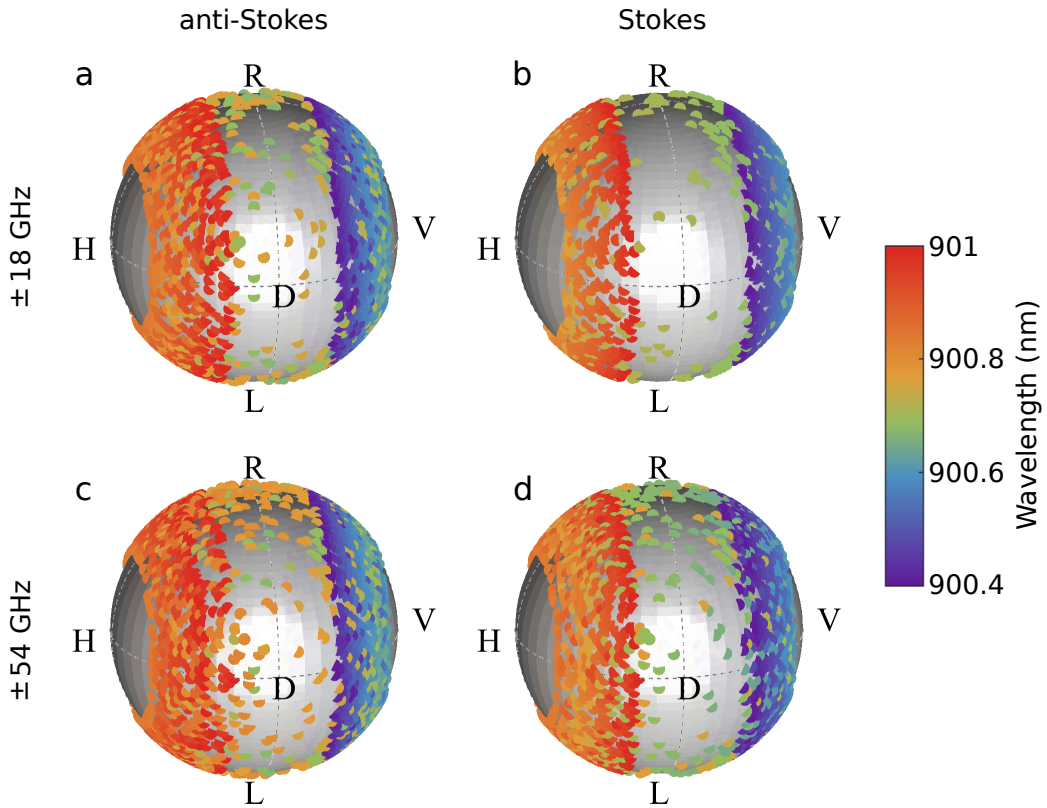 anti-Stokes
Stokes
a
b
R
R
± 18 GHz
H
V
H
V
D
D
L
L
901
900.8
900.6
900.4
Wavelength (nm)
c
d
R
R
± 54 GHz
H
V
H
V
D
D
L
L